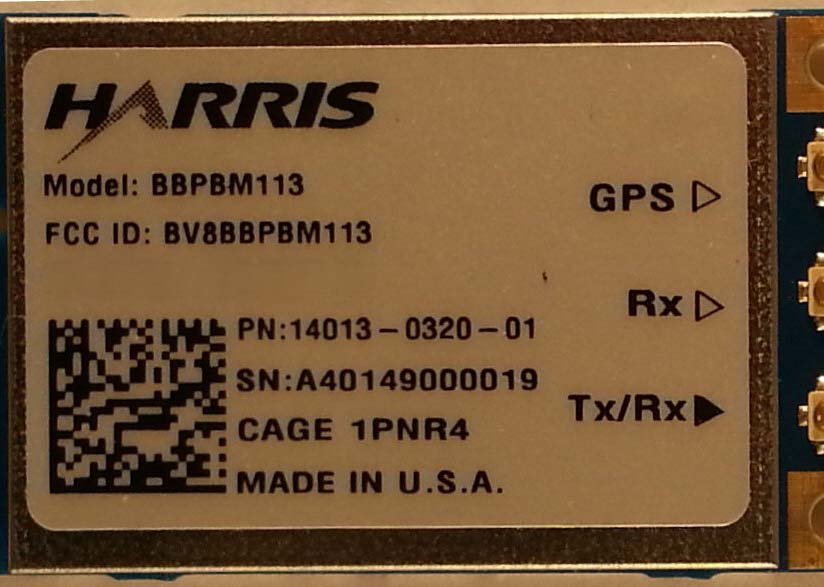 HARRIS
Model: BBPBM113
FCC ID: BV8BBPBM113
GPS
Rx
Tx/Rx
PN:14013-0320-01
SN:A40149000019
CAGE 1PNR4
MADE IN U.S.A.